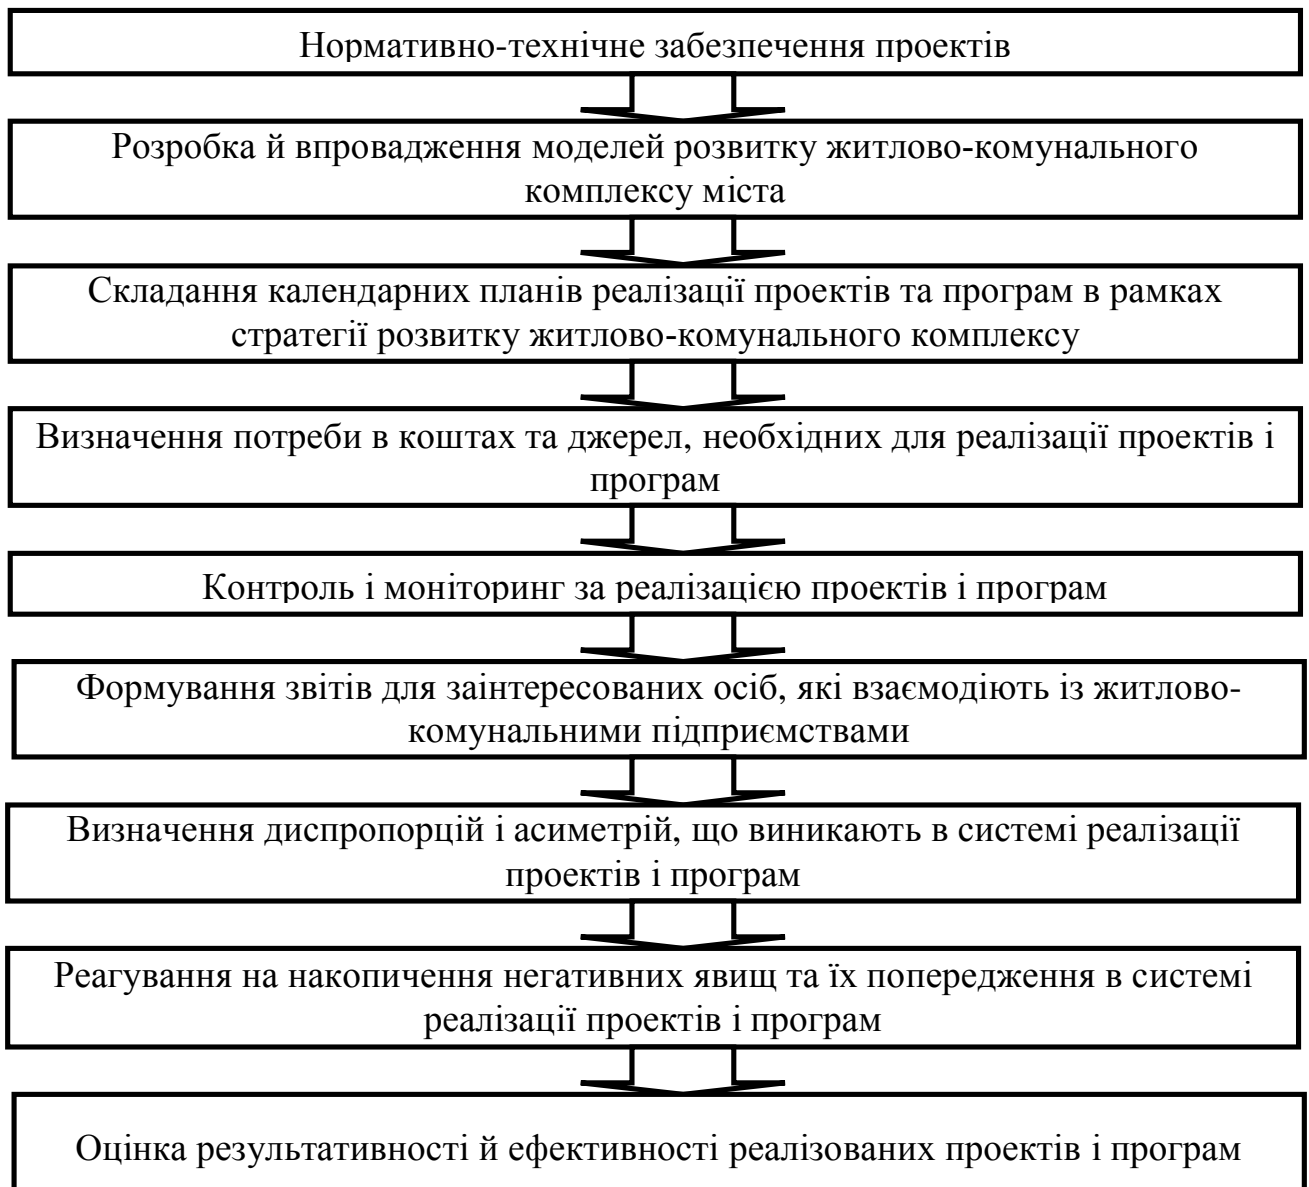 Нормативно-технічне забезпечення проектів
Розробка й впровадження моделей розвитку житлово-комунального
комплексу міста
Складання календарних планів реалізації проектів та програм в рамках
стратегії розвитку житлово-комунального комплексу
Визначення потреби в коштах та джерел, необхідних для реалізації проектів і
програм
Контроль і моніторинг за реалізацією проектів і програм
Формування звітів для заінтересованих осіб, які взаємодіють із житлово-
комунальними підприємствами
Визначення диспропорцій і асиметрій, що виникають в системі реалізації
проектів і програм
Реагування на накопичення негативних явищ та їх попередження в системі
реалізації проектів і програм
Оцінка результативності й ефективності реалізованих проектів і програм